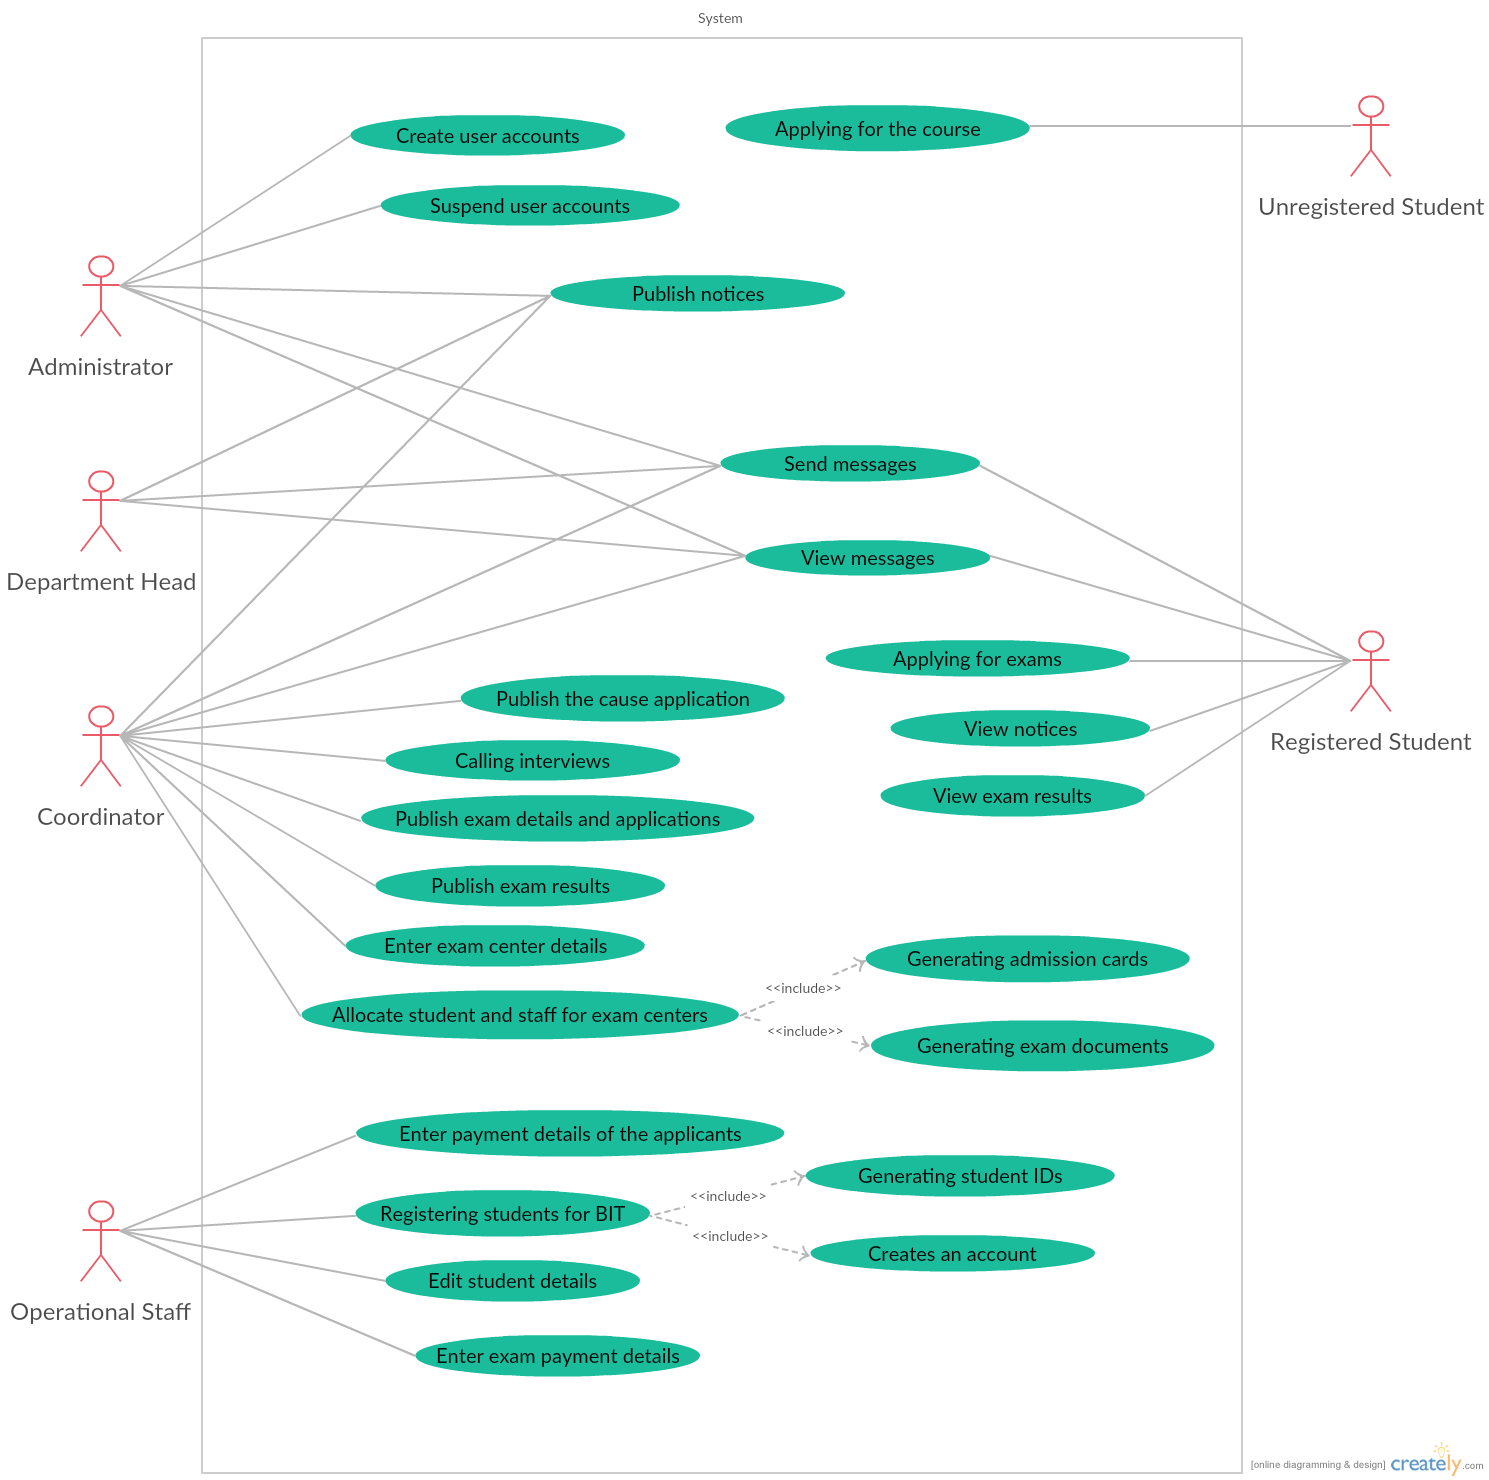 System
Create user accounts
Applying for the course
Suspend user accounts
Unregistered Student
Publish notices
Administrator
Send messages
View messages
Department Head
Applying for exams
Publish the cause application
View notices
Registered Student
Calling interviews
View exam results
Coordinator
Publish exam details and applications
Publish exam results
Enter exam center details
Generating admission cards
<<include>>
Allocate student and staff for exam centers
<<include>>
Generating exam documents
Enter payment details of the applicants
Generating student IDs
<<include>>
Registering students for BIT
<<include>>
Creates an account
Edit student details
Operational Staff
Enter exam payment details
[online diagramming & design] creately.com